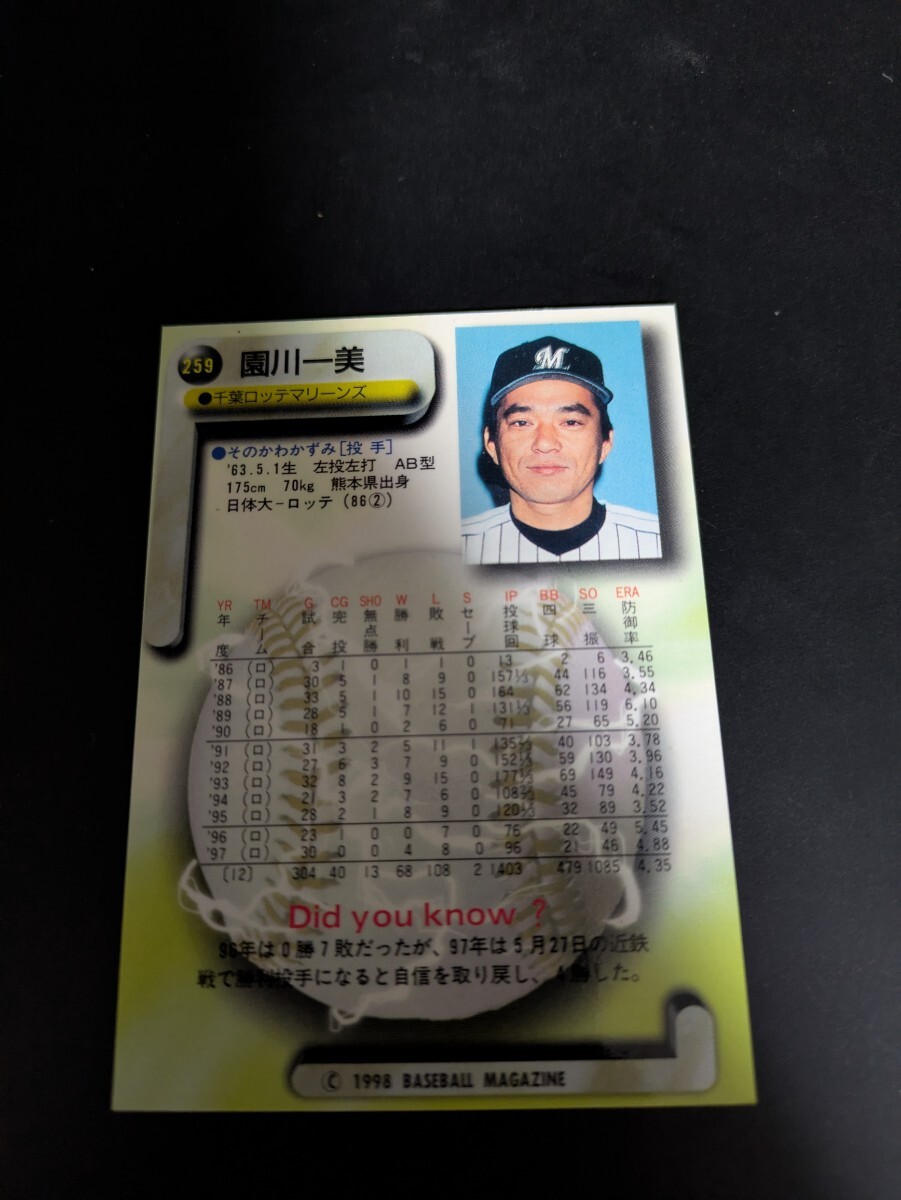 259 園川一美
●千葉ロッテマリーンズ
M
●そのかわかずみ[投 手]
'63.5.1生 左投左打 AB型
175cm 70kg 熊本県出身
日体大-ロッテ (86②)
YR TM G CG SHO W L S IP BB SO ERA
年度 チーム 試合 完投 無点勝 勝利 敗戦 セーブ 投球回 四球 三振 防御率
'86 (ロ) 3 1 0 1 1 0 13 2 6 3.46
'87 (ロ) 30 5 1 8 9 0 157⅓ 44 116 3.55
'88 (ロ) 33 5 1 10 15 0 164 62 134 4.34
'89 (ロ) 28 5 1 7 12 1 131⅓ 56 119 6.10
'90 (ロ) 18 1 0 2 6 0 71 27 65 5.20
'91 (ロ) 31 3 2 5 11 1 135⅔ 40 103 3.78
'92 (ロ) 27 6 3 7 9 0 152⅓ 59 130 3.96
'93 (ロ) 32 8 2 9 15 0 177⅓ 69 149 4.16
'94 (ロ) 21 3 2 7 6 0 108⅔ 45 79 4.22
'95 (ロ) 28 2 1 8 9 0 120⅓ 32 89 3.52
'96 (ロ) 23 1 0 0 7 0 76 22 49 5.45
'97 (ロ) 30 0 0 4 8 0 96 21 46 4.88
[12] 304 40 13 68 108 2 1403 479 1085 4.35
Did you know ?
96年は0勝7敗だったが、97年は5月27日の近鉄
戦で勝利投手になると自信を取り戻し、4勝した。
© 1998 BASEBALL MAGAZINE